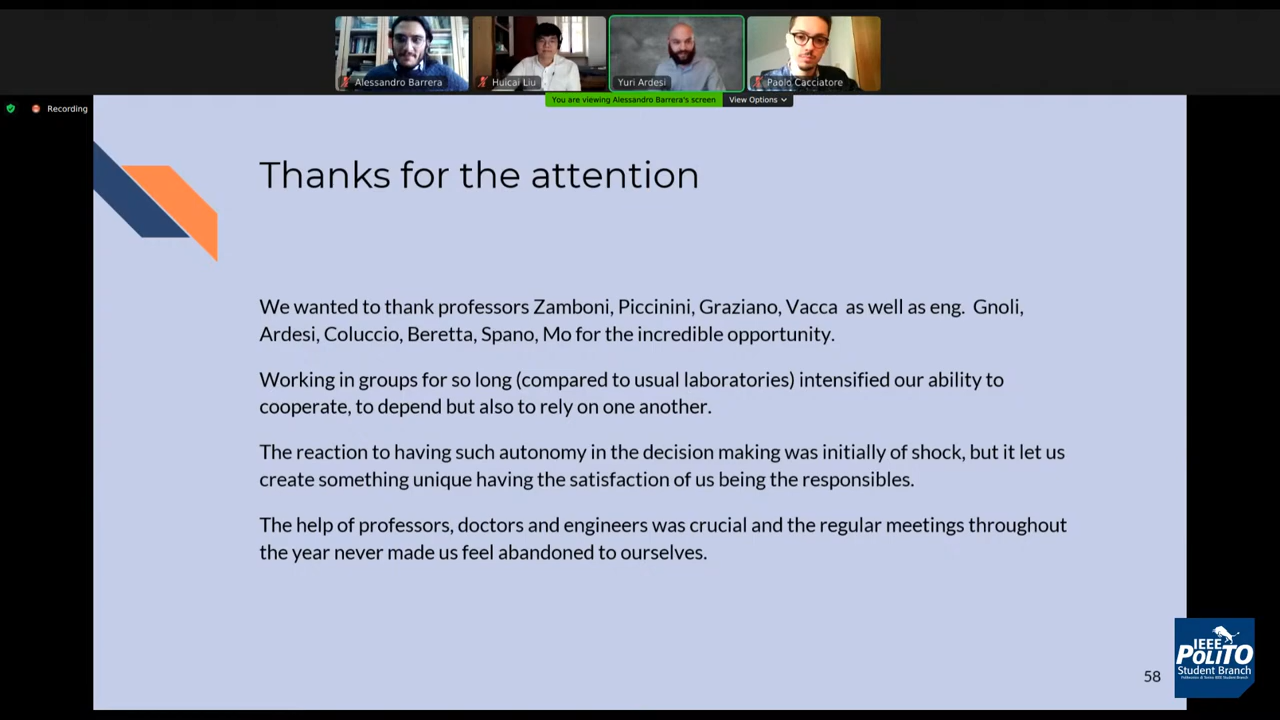 Alessandro Barrera
Huicai Liu
Yuri Ardesi
Paolo Cacciatore
You are viewing Alessandro Barrera's screen
View Options
Recording
Thanks for the attention
We wanted to thank professors Zamboni, Piccinini, Graziano, Vacca as well as eng. Gnoli,
Ardesi, Coluccio, Beretta, Spano, Mo for the incredible opportunity.
Working in groups for so long (compared to usual laboratories) intensified our ability to
cooperate, to depend but also to rely on one another.
The reaction to having such autonomy in the decision making was initially of shock, but it let us
create something unique having the satisfaction of us being the responsibles.
The help of professors, doctors and engineers was crucial and the regular meetings throughout
the year never made us feel abandoned to ourselves.
58
IEEE
POLITO
Student Branch
Politecnico di Torino IEEE Student Branch